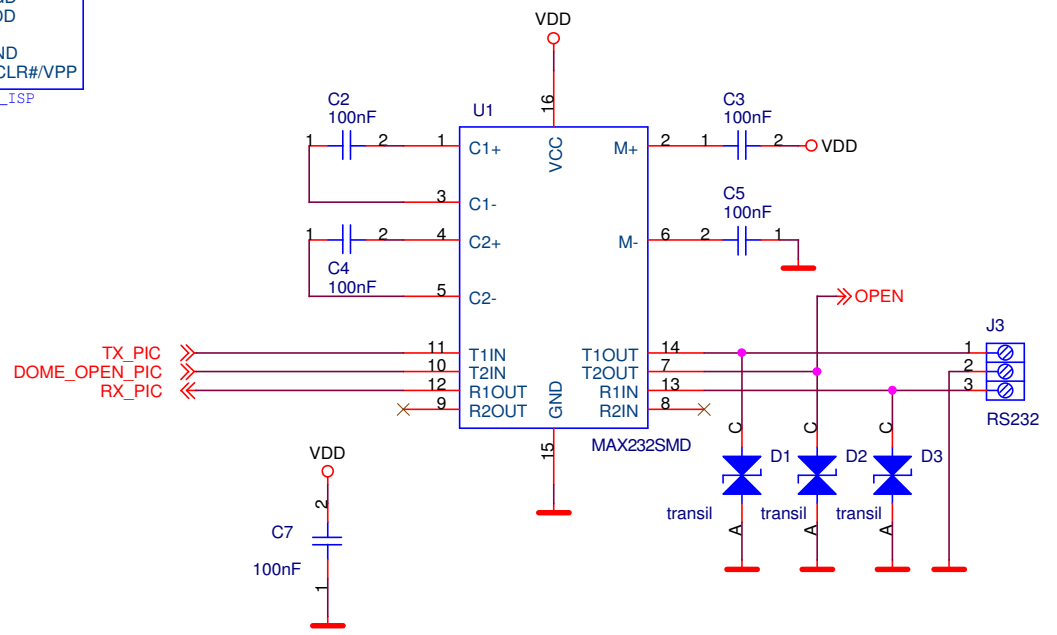 VDD
C2
100nF
1
2
C4
100nF
1
2
U1
16
VCC
1
C1+
3
C1-
4
C2+
5
C2-
11
T1IN
10
T2IN
12
R1OUT
9
R2OUT
GND
15
M+
2
M-
6
T1OUT
14
T2OUT
7
R1IN
13
R2IN
8
MAX232SMD
C3
100nF
1
2
VDD
C5
100nF
2
1
OPEN
TX_PIC
DOME_OPEN_PIC
RX_PIC
J3
1
2
3
RS232
C
D1
transil
A
C
D2
transil
A
C
D3
transil
A
VDD
2
C7
100nF
1
CLR#/VPP
_ISP